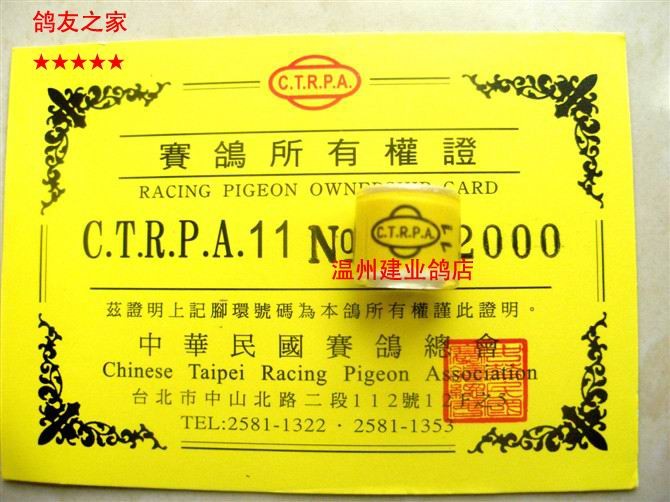 鸽友之家
★★★★★
C.T.R.P.A.
賽鴿所有權證
RACING PIGEON OWNERSHIP CARD
C.T.R.P.A.11 No 2000
C.T.R.P.A. 11
温州建业鸽店
茲證明上記腳環號碼為本鴿所有權謹此證明。
中華民國賽鴿總會
Chinese Taipei Racing Pigeon Association
台北市中山北路二段112號12F之5
TEL:2581-1322．2581-1353